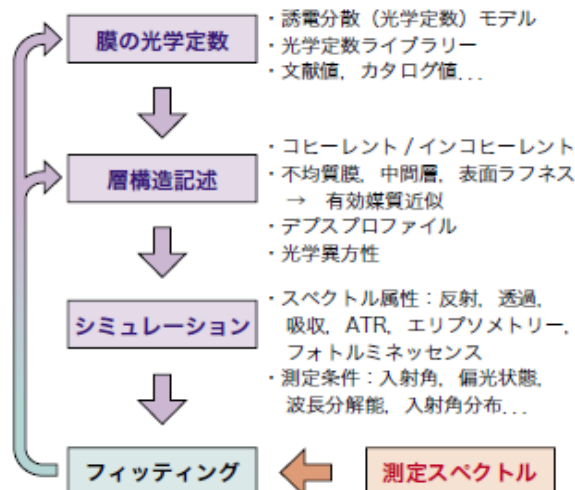 膜の光学定数
・誘電分散（光学定数）モデル
・光学定数ライブラリー
・文献値，カタログ値...
層構造記述
・コヒーレント / インコヒーレント
・不均質膜，中間層，表面ラフネス
→ 有効媒質近似
・デプスプロファイル
・光学異方性
シミュレーション
・スペクトル属性：反射，透過，
吸収，ATR，エリプソメトリー，
フォトルミネッセンス
・測定条件：入射角，偏光状態，
波長分解能，入射角分布...
フィッティング
測定スペクトル